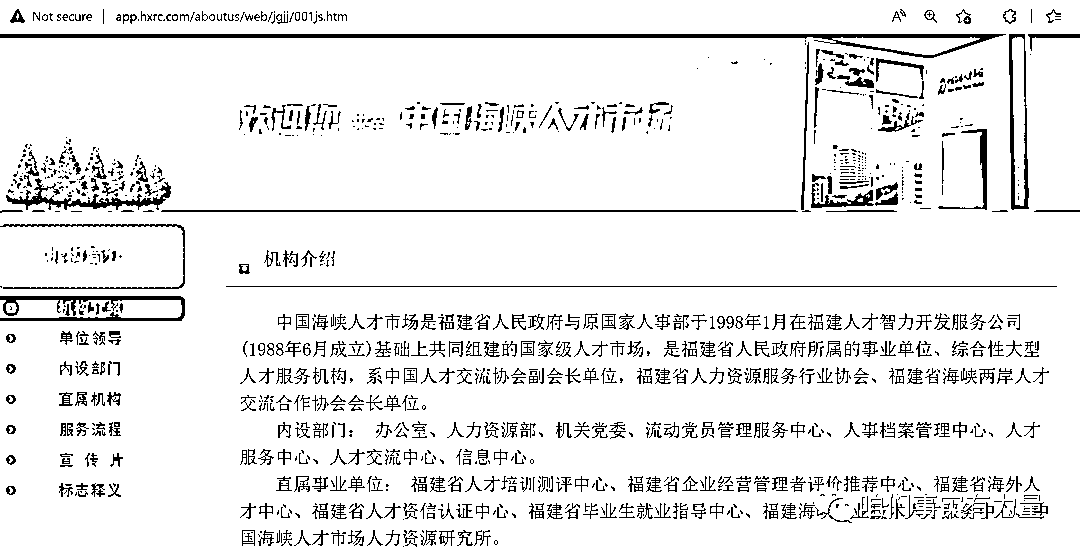 Not secure
app.hxrc.com/aboutus/web/jgjj/001js.htm
欢迎您 中国海峡人才市场
机构介绍
机构介绍
单位领导
内设部门
直属机构
服务流程
宣 传 片
标志释义
中国海峡人才市场是福建省人民政府与原国家人事部于1998年1月在福建人才智力开发服务公司
(1988年6月成立)基础上共同组建的国家级人才市场，是福建省人民政府所属的事业单位、综合性大型
人才服务机构，系中国人才交流协会副会长单位，福建省人力资源服务行业协会、福建省海峡两岸人才
交流合作协会会长单位。
内设部门： 办公室、人力资源部、机关党委、流动党员管理服务中心、人事档案管理中心、人才
服务中心、人才交流中心、信息中心。
直属事业单位： 福建省人才培训测评中心、福建省企业经营管理者评价推荐中心、福建省海外人
才中心、福建省人才资信认证中心、福建省毕业生就业指导中心、福建海峡 中
国海峡人才市场人力资源研究所。
咱们事实有力量